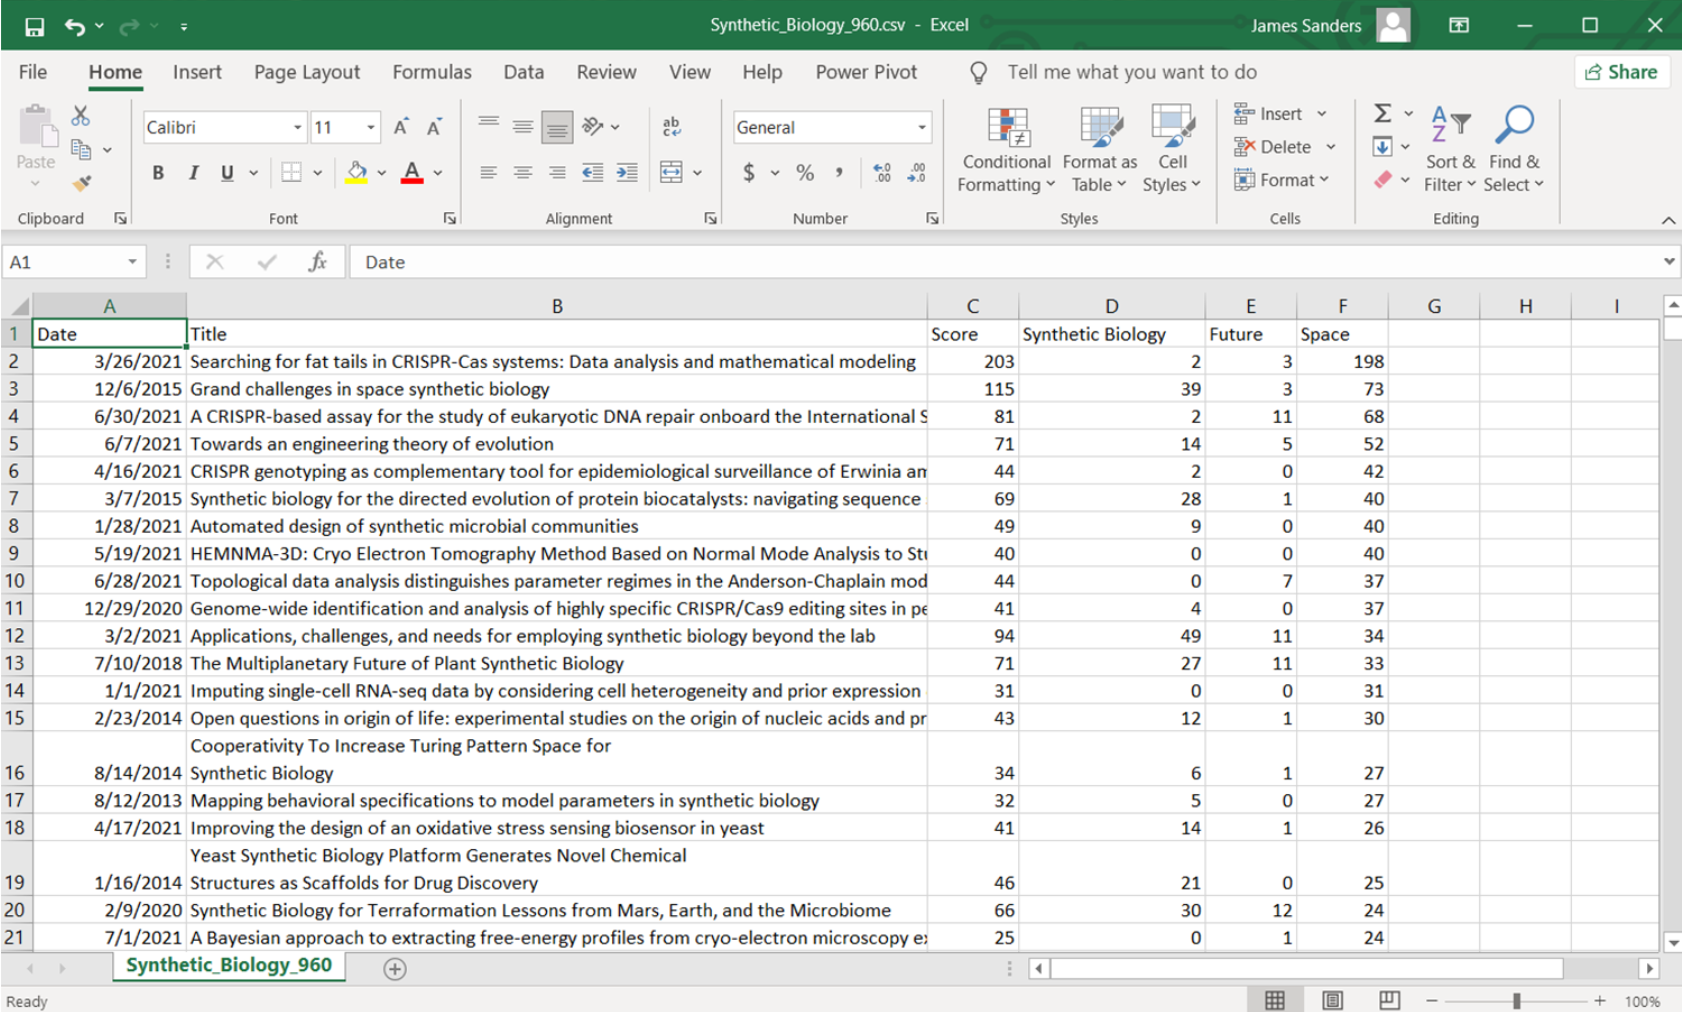 Synthetic_Biology_960.csv - Excel
James Sanders
File Home Insert Page Layout Formulas Data Review View Help Power Pivot Tell me what you want to do Share
Paste
Clipboard
Calibri 11
B I U A
Font
ab
Alignment
General
$ % ,
Number
Conditional Formatting
Format as Table
Cell Styles
Styles
Insert
Delete
Format
Cells
Sort & Filter
Find & Select
Editing
A1 fx Date
A B C D E F G H I
1 Date Title Score Synthetic Biology Future Space
2 3/26/2021 Searching for fat tails in CRISPR-Cas systems: Data analysis and mathematical modeling 203 2 3 198
3 12/6/2015 Grand challenges in space synthetic biology 115 39 3 73
4 6/30/2021 A CRISPR-based assay for the study of eukaryotic DNA repair onboard the International S 81 2 11 68
5 6/7/2021 Towards an engineering theory of evolution 71 14 5 52
6 4/16/2021 CRISPR genotyping as complementary tool for epidemiological surveillance of Erwinia am 44 2 0 42
7 3/7/2015 Synthetic biology for the directed evolution of protein biocatalysts: navigating sequence 69 28 1 40
8 1/28/2021 Automated design of synthetic microbial communities 49 9 0 40
9 5/19/2021 HEMNMA-3D: Cryo Electron Tomography Method Based on Normal Mode Analysis to Stu 40 0 0 40
10 6/28/2021 Topological data analysis distinguishes parameter regimes in the Anderson-Chaplain mod 44 0 7 37
11 12/29/2020 Genome-wide identification and analysis of highly specific CRISPR/Cas9 editing sites in pe 41 4 0 37
12 3/2/2021 Applications, challenges, and needs for employing synthetic biology beyond the lab 94 49 11 34
13 7/10/2018 The Multiplanetary Future of Plant Synthetic Biology 71 27 11 33
14 1/1/2021 Imputing single-cell RNA-seq data by considering cell heterogeneity and prior expression 31 0 0 31
15 2/23/2014 Open questions in origin of life: experimental studies on the origin of nucleic acids and pr 43 12 1 30
Cooperativity To Increase Turing Pattern Space for
16 8/14/2014 Synthetic Biology 34 6 1 27
17 8/12/2013 Mapping behavioral specifications to model parameters in synthetic biology 32 5 0 27
18 4/17/2021 Improving the design of an oxidative stress sensing biosensor in yeast 41 14 1 26
Yeast Synthetic Biology Platform Generates Novel Chemical
19 1/16/2014 Structures as Scaffolds for Drug Discovery 46 21 0 25
20 2/9/2020 Synthetic Biology for Terraformation Lessons from Mars, Earth, and the Microbiome 66 30 12 24
21 7/1/2021 A Bayesian approach to extracting free-energy profiles from cryo-electron microscopy ex 25 0 1 24
Synthetic_Biology_960
Ready
100%